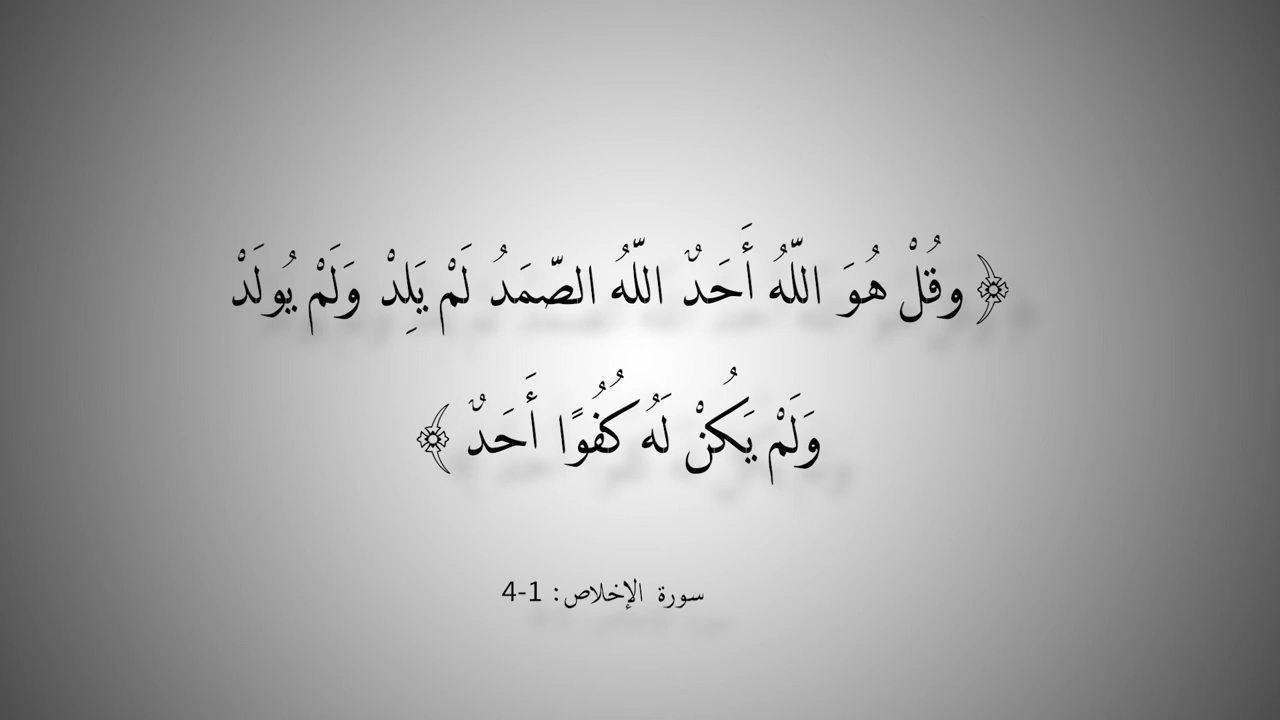 ﴿وقُلْ هُوَ اللّهُ أَحَدٌ اللّهُ الصّمَدُ لَمْ يَلِدْ وَلَمْ يُولَدْ
وَلَمْ يَكُنْ لَهُ كُفُوًا أَحَدٌ﴾
سورة الإخلاص: 1-4